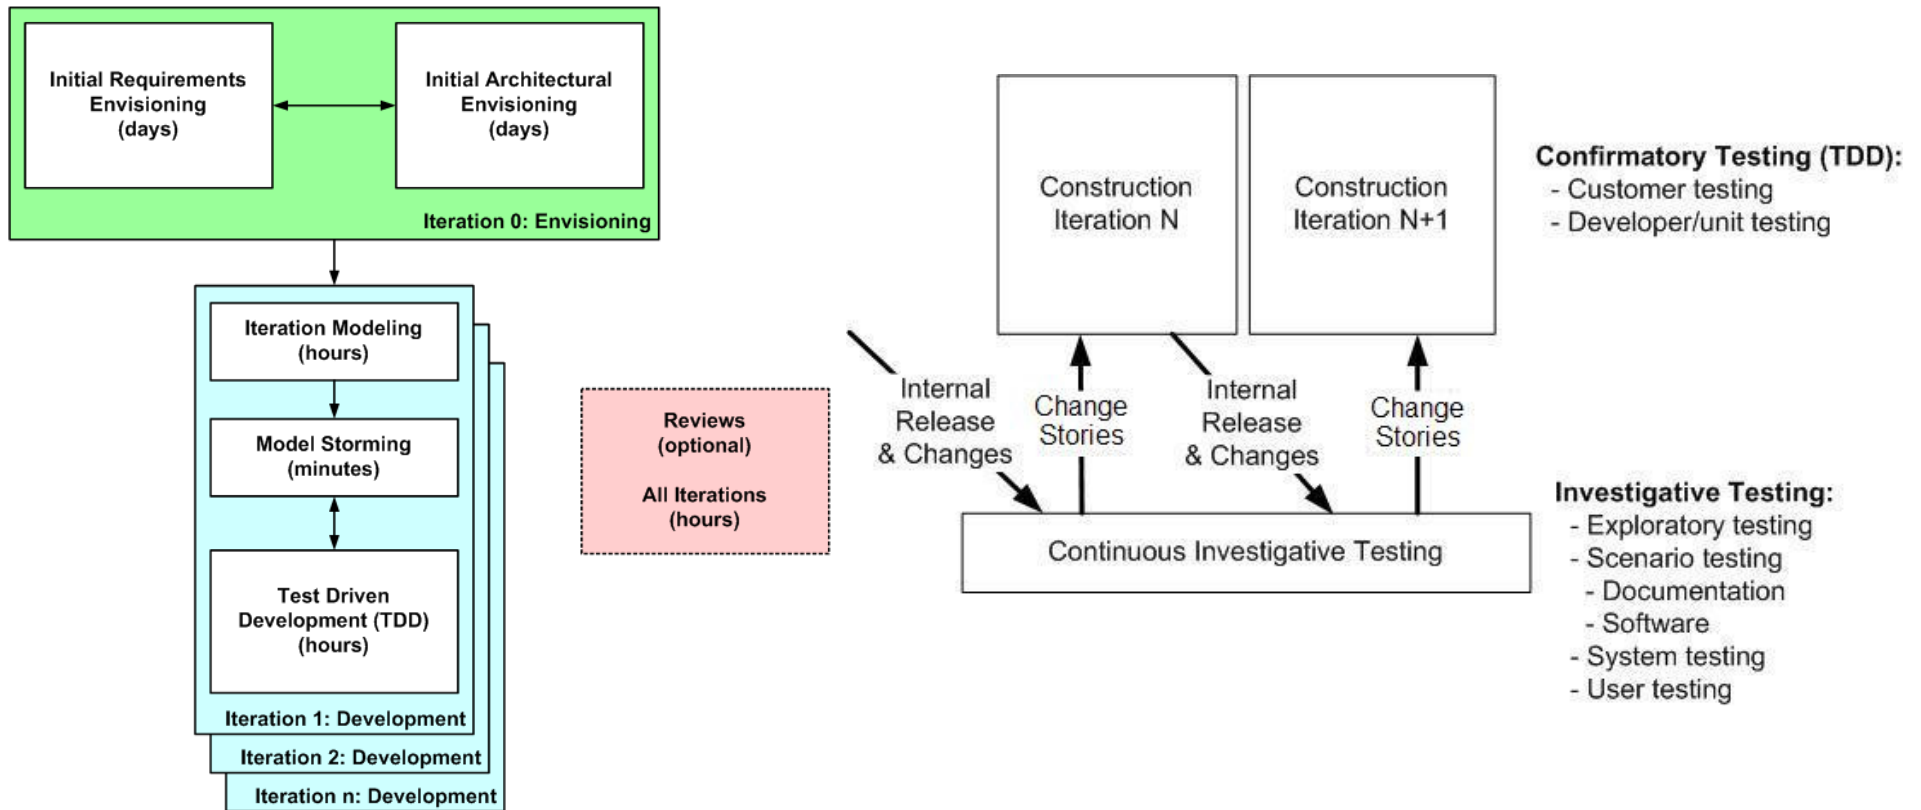 Initial Requirements
Envisioning
(days)
Initial Architectural
Envisioning
(days)
Iteration 0: Envisioning
Iteration Modeling
(hours)
Model Storming
(minutes)
Test Driven
Development (TDD)
(hours)
Iteration 1: Development
Iteration 2: Development
Iteration n: Development
Reviews
(optional)
All Iterations
(hours)
Construction
Iteration N
Construction
Iteration N+1
Internal
Release
& Changes
Change
Stories
Internal
Release
& Changes
Change
Stories
Continuous Investigative Testing
Confirmatory Testing (TDD):
- Customer testing
- Developer/unit testing
Investigative Testing:
- Exploratory testing
- Scenario testing
- Documentation
- Software
- System testing
- User testing